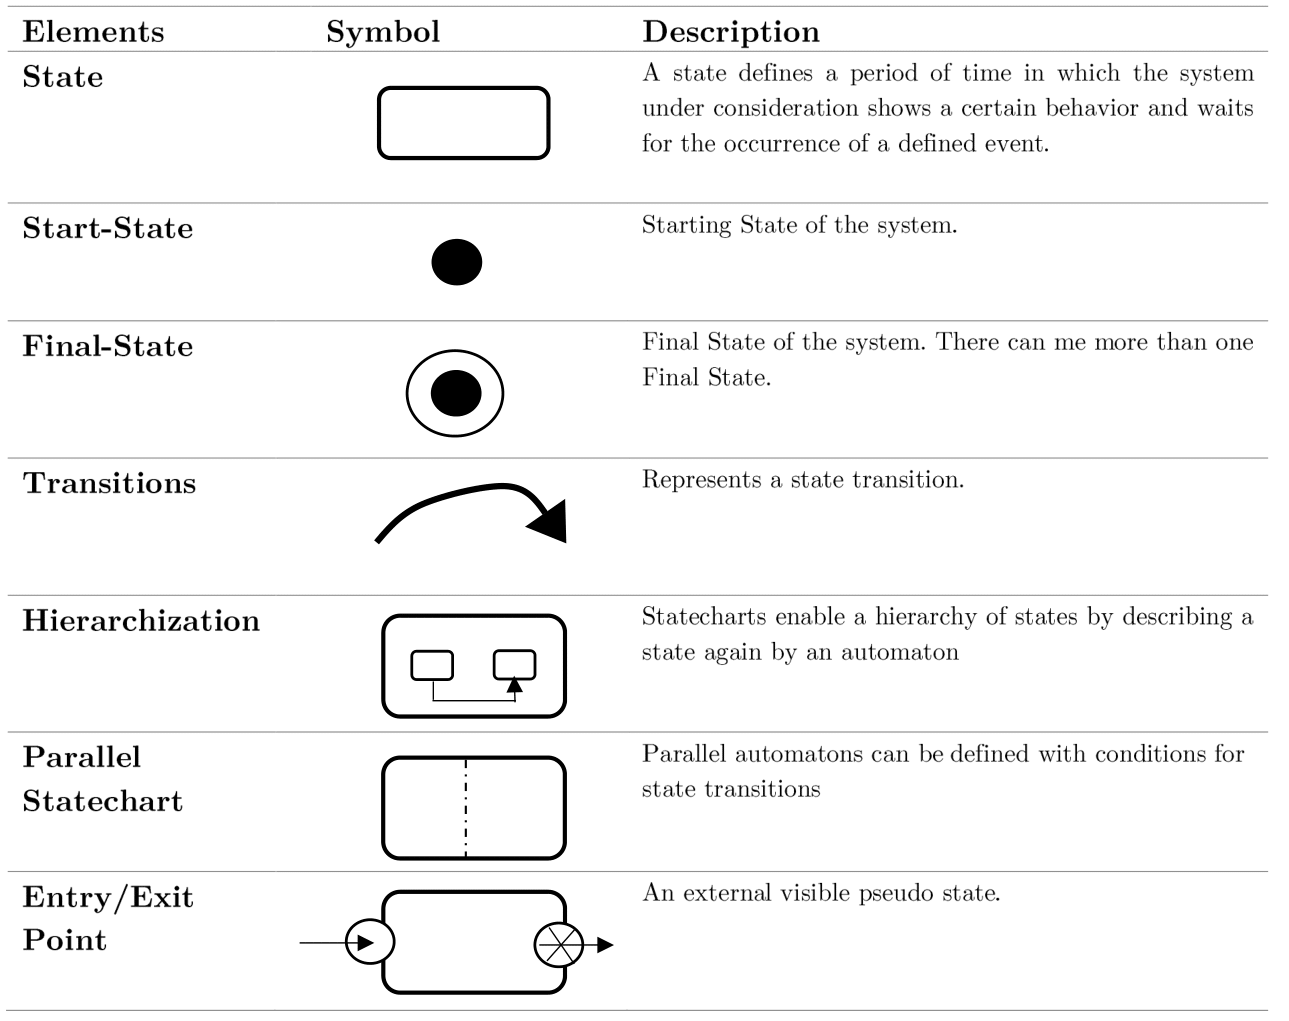 Elements Symbol Description
State
A state defines a period of time in which the system
under consideration shows a certain behavior and waits
for the occurrence of a defined event.
Start-State
Starting State of the system.
Final-State
Final State of the system. There can me more than one
Final State.
Transitions
Represents a state transition.
Hierarchization
Statecharts enable a hierarchy of states by describing a
state again by an automaton
Parallel
Statechart
Parallel automatons can be defined with conditions for
state transitions
Entry/Exit
Point
An external visible pseudo state.